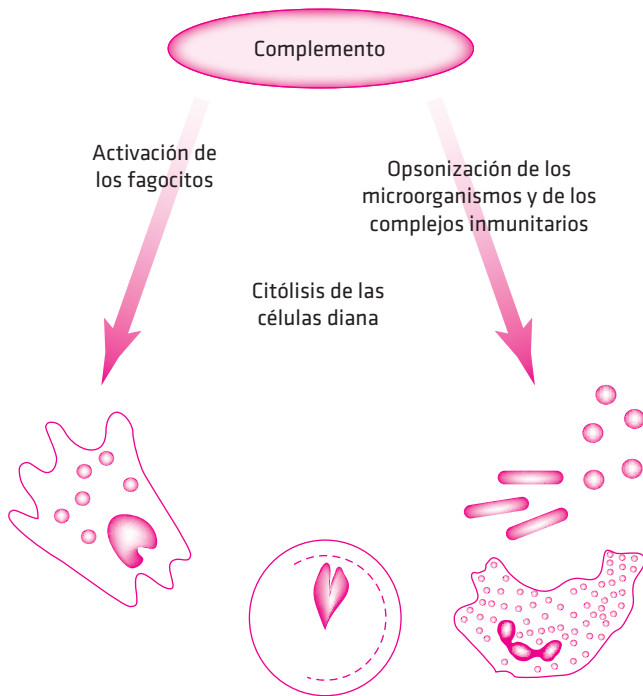 Complemento
Activación de
los fagocitos
Opsonización de los
microorganismos y de los
complejos inmunitarios
Citólisis de las
células diana